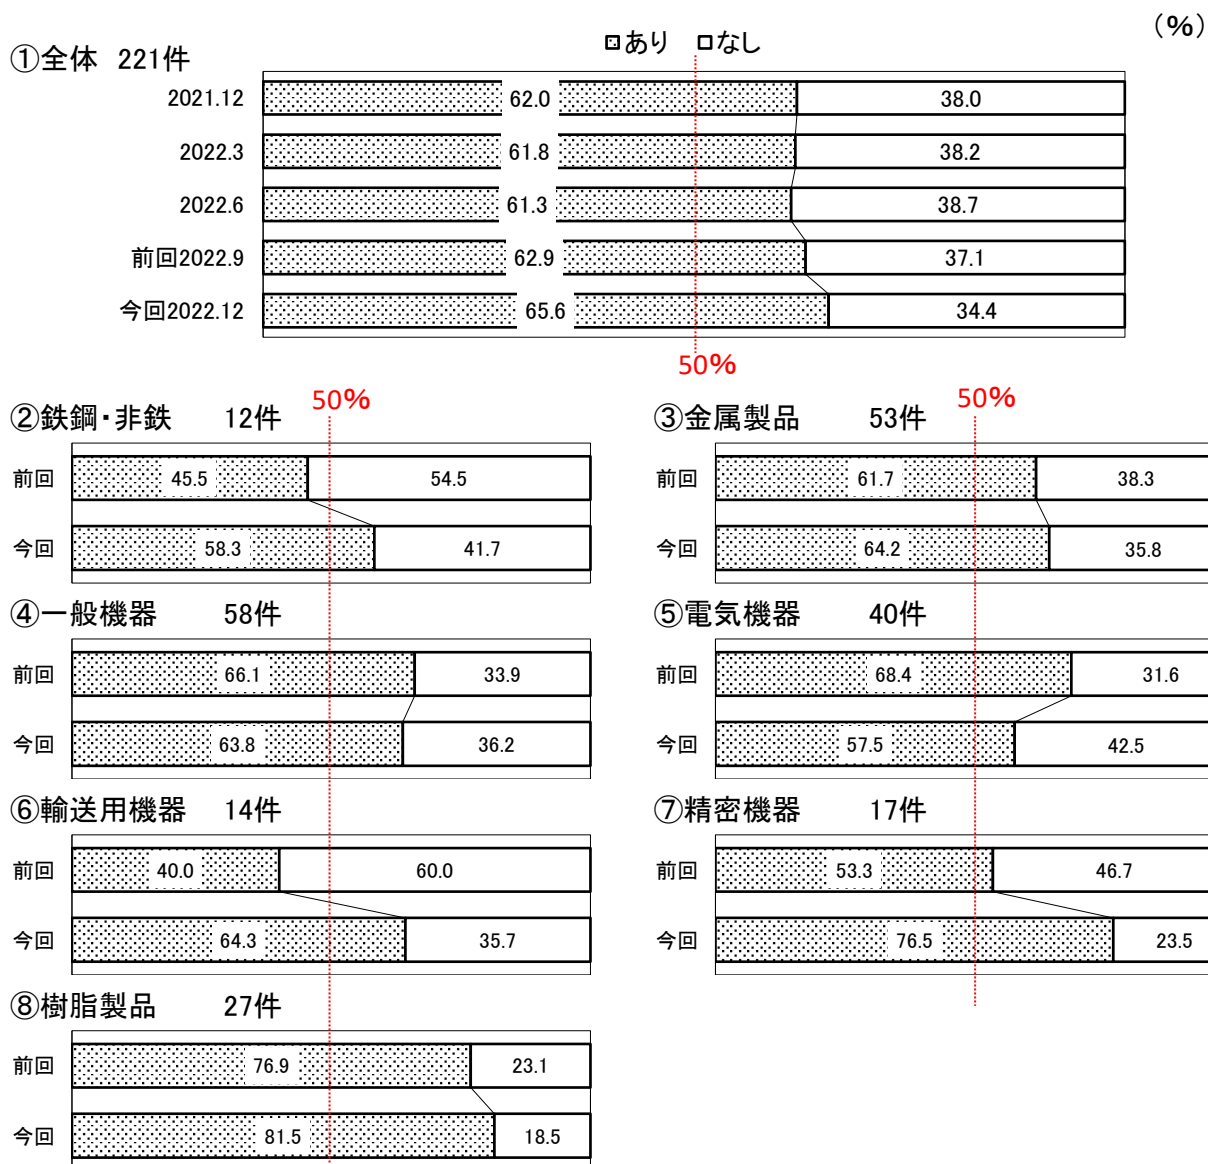 （%）
①全体 221件
あり なし
2021.12 62.0 38.0
2022.3 61.8 38.2
2022.6 61.3 38.7
前回2022.9 62.9 37.1
今回2022.12 65.6 34.4
50%
②鉄鋼・非鉄 12件
50%
前回 45.5 54.5
今回 58.3 41.7
③金属製品 53件
50%
前回 61.7 38.3
今回 64.2 35.8
④一般機器 58件
前回 66.1 33.9
今回 63.8 36.2
⑤電気機器 40件
前回 68.4 31.6
今回 57.5 42.5
⑥輸送用機器 14件
前回 40.0 60.0
今回 64.3 35.7
⑦精密機器 17件
前回 53.3 46.7
今回 76.5 23.5
⑧樹脂製品 27件
前回 76.9 23.1
今回 81.5 18.5